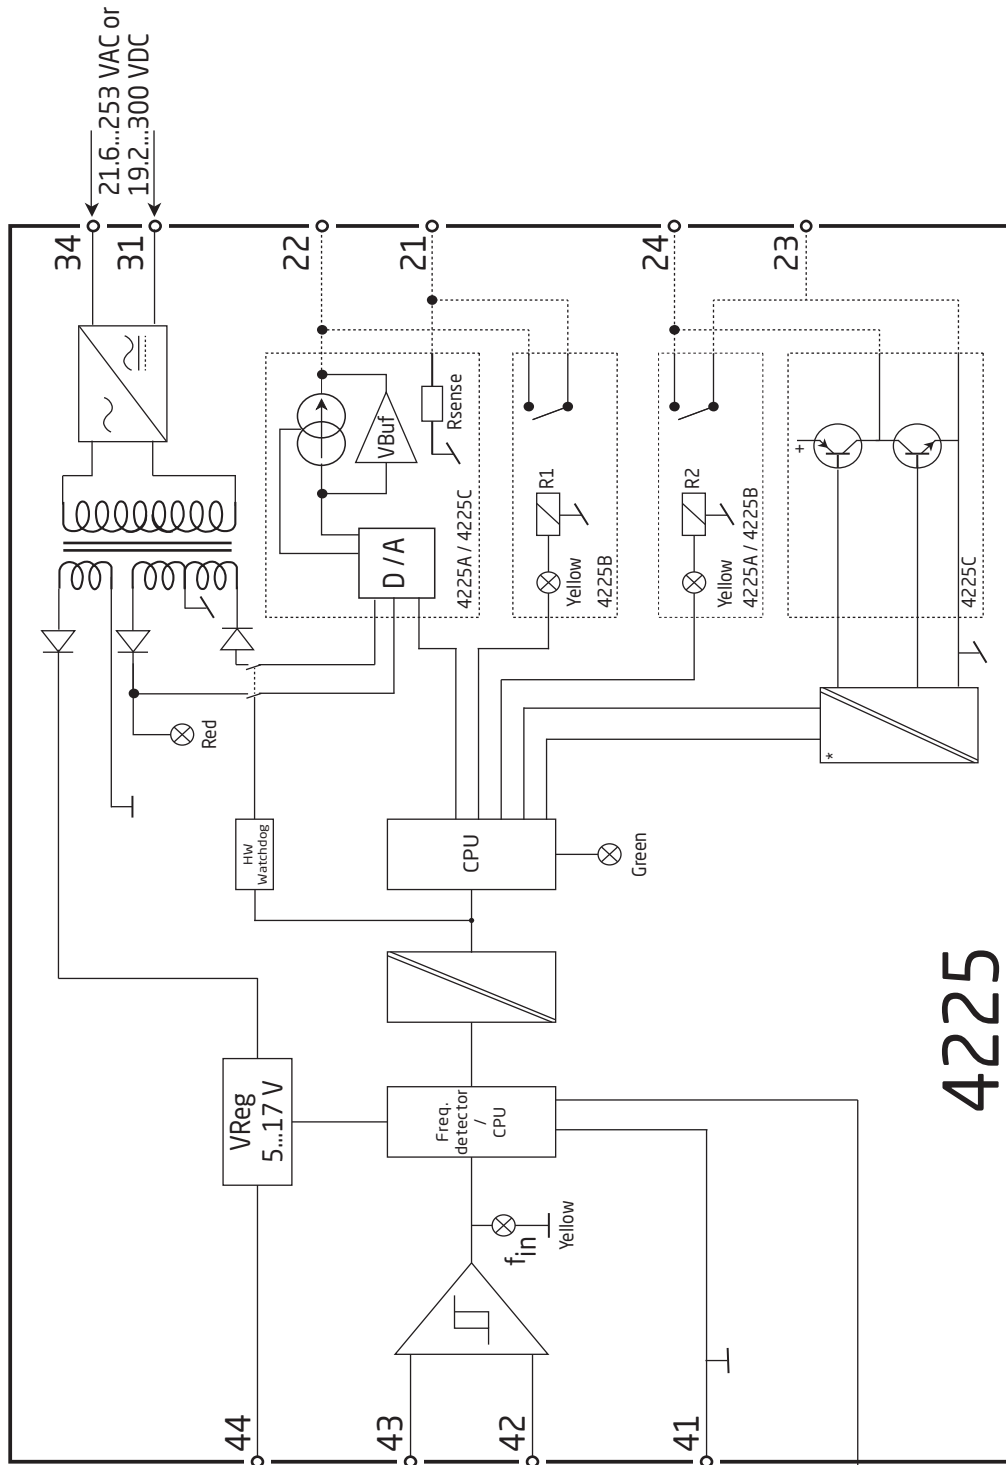 21.6...253 VAC or
19.2...300 VDC
34
31
22
21
24
23
VBuf
Rsense
D / A
4225A / 4225C
R1
Yellow
4225B
R2
Yellow
4225A / 4225B
+
4225C
Red
HW
Watchdog
CPU
Green
*
VReg
5...17 V
Freq.
detector
/
CPU
fin
Yellow
44
43
42
41
4225